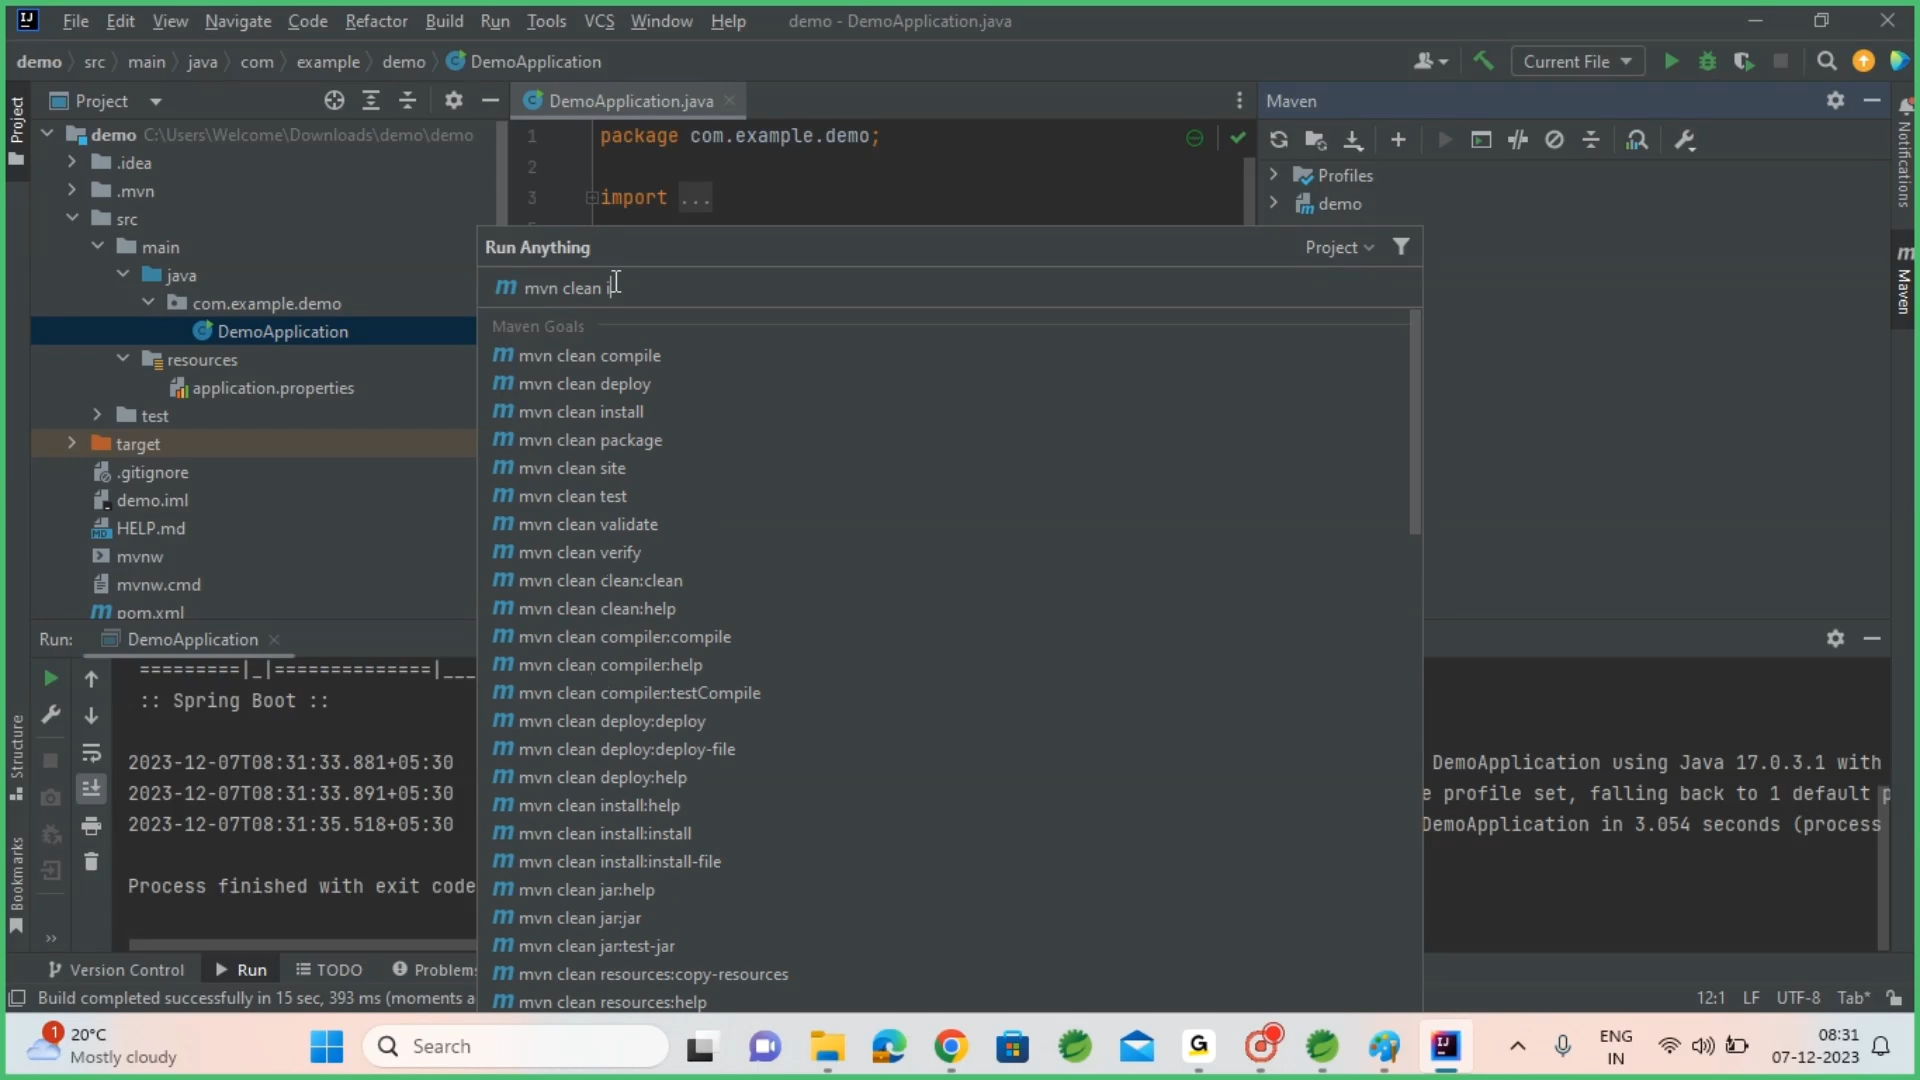 File Edit View Navigate Code Refactor Build Run Tools VCS Window Help demo - DemoApplication.java
demo src main java com example demo DemoApplication Current File
Project DemoApplication.java Maven
demo C:\Users\Welcome\Downloads\demo\demo
.idea
.mvn
src
main
java
com.example.demo
DemoApplication
resources
application.properties
test
target
.gitignore
demo.iml
HELP.md
mvnw
mvnw.cmd
pom.xml
1 package com.example.demo;
2
3 import ...
Profiles
demo
Run Anything Project
mvn clean i
Maven Goals
mvn clean compile
mvn clean deploy
mvn clean install
mvn clean package
mvn clean site
mvn clean test
mvn clean validate
mvn clean verify
mvn clean clean:clean
mvn clean clean:help
mvn clean compiler:compile
mvn clean compiler:help
mvn clean compiler:testCompile
mvn clean deploy:deploy
mvn clean deploy:deploy-file
mvn clean deploy:help
mvn clean install:help
mvn clean install:install
mvn clean install:install-file
mvn clean jar:help
mvn clean jar:jar
mvn clean jar:test-jar
mvn clean resources:copy-resources
mvn clean resources:help
Project
Structure
Bookmarks
Notifications
Maven
Run: DemoApplication
=========|_|==============|___
:: Spring Boot ::
2023-12-07T08:31:33.881+05:30 DemoApplication using Java 17.0.3.1 with
2023-12-07T08:31:33.891+05:30 e profile set, falling back to 1 default p
2023-12-07T08:31:35.518+05:30 DemoApplication in 3.054 seconds (process
Process finished with exit code
Version Control Run TODO Problems
Build completed successfully in 15 sec, 393 ms (moments a 12:1 LF UTF-8 Tab*
1 20°C
Mostly cloudy
Search
ENG
IN
08:31
07-12-2023